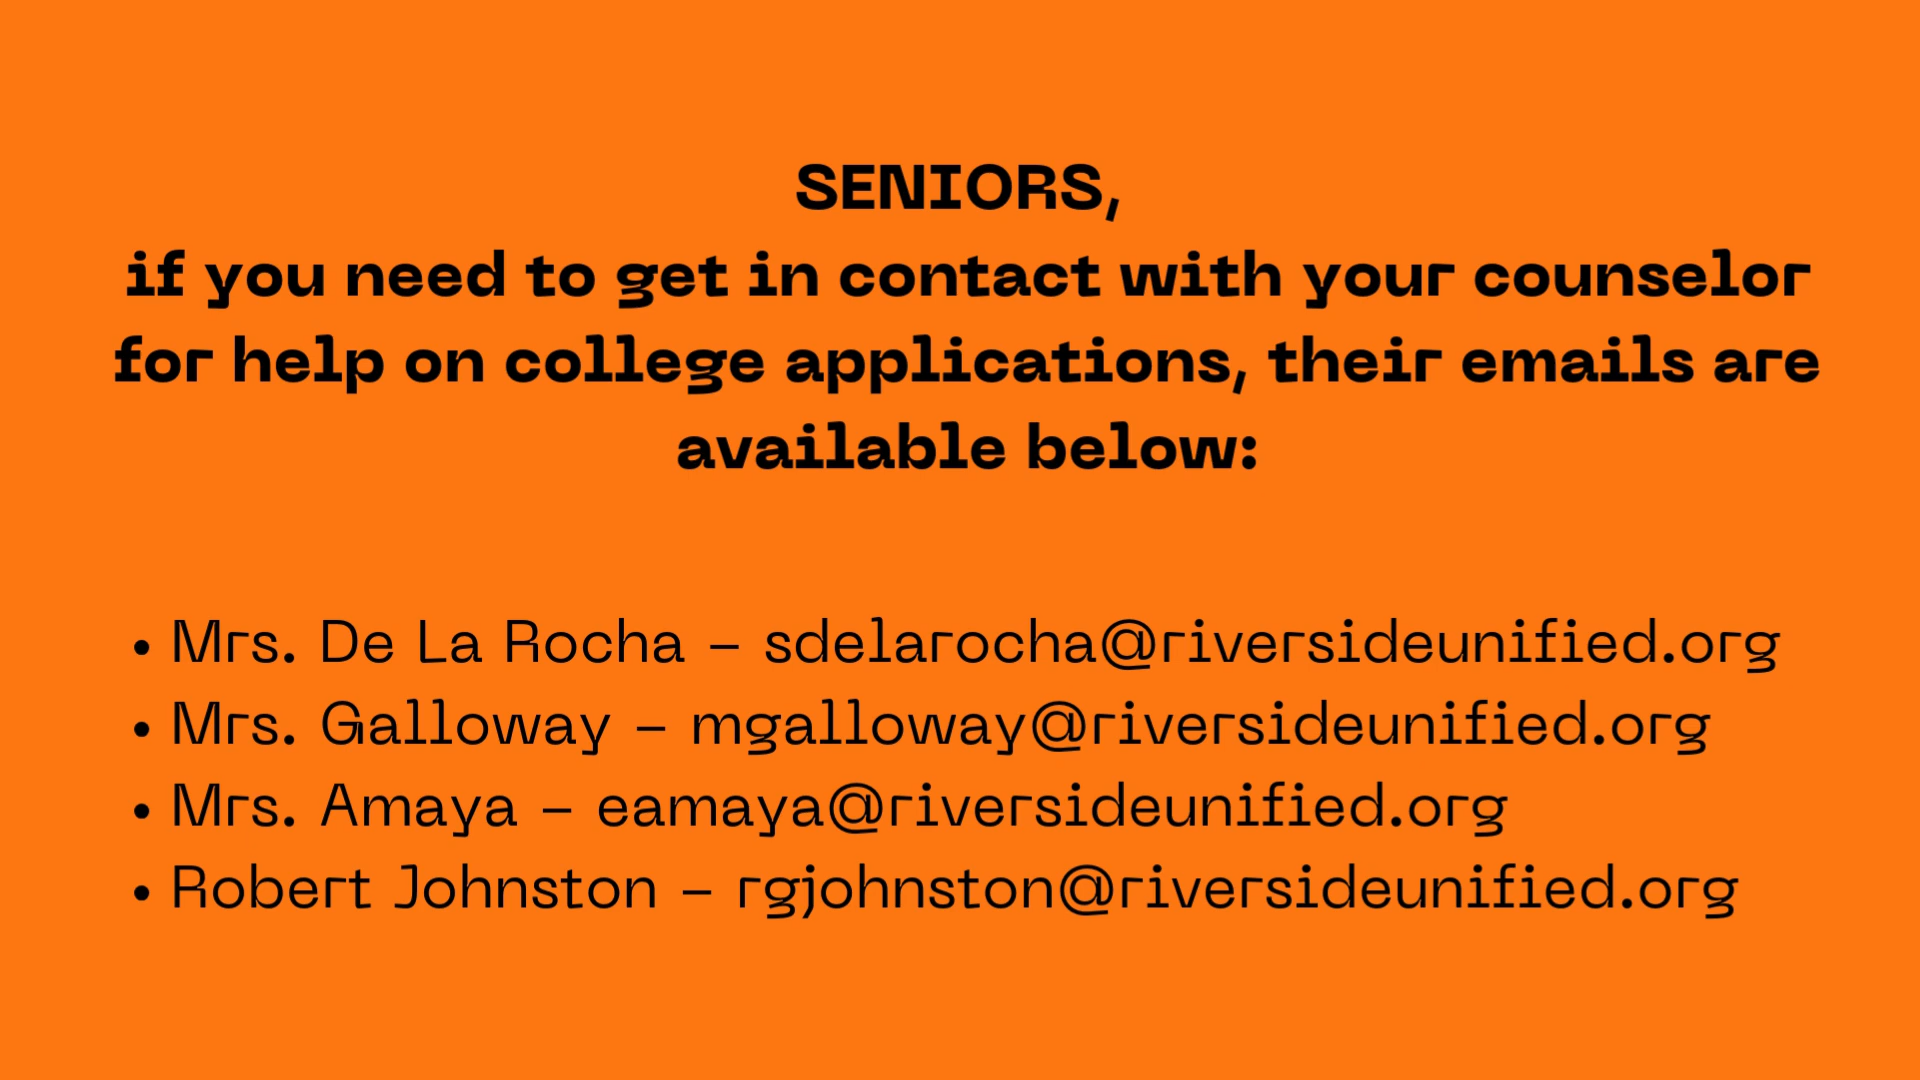 SENIORS,
if you need to get in contact with your counselor
for help on college applications, their emails are
available below:
• Mrs. De La Rocha – sdelarocha@riversideunified.org
• Mrs. Galloway – mgalloway@riversideunified.org
• Mrs. Amaya – eamaya@riversideunified.org
• Robert Johnston – rgjohnston@riversideunified.org